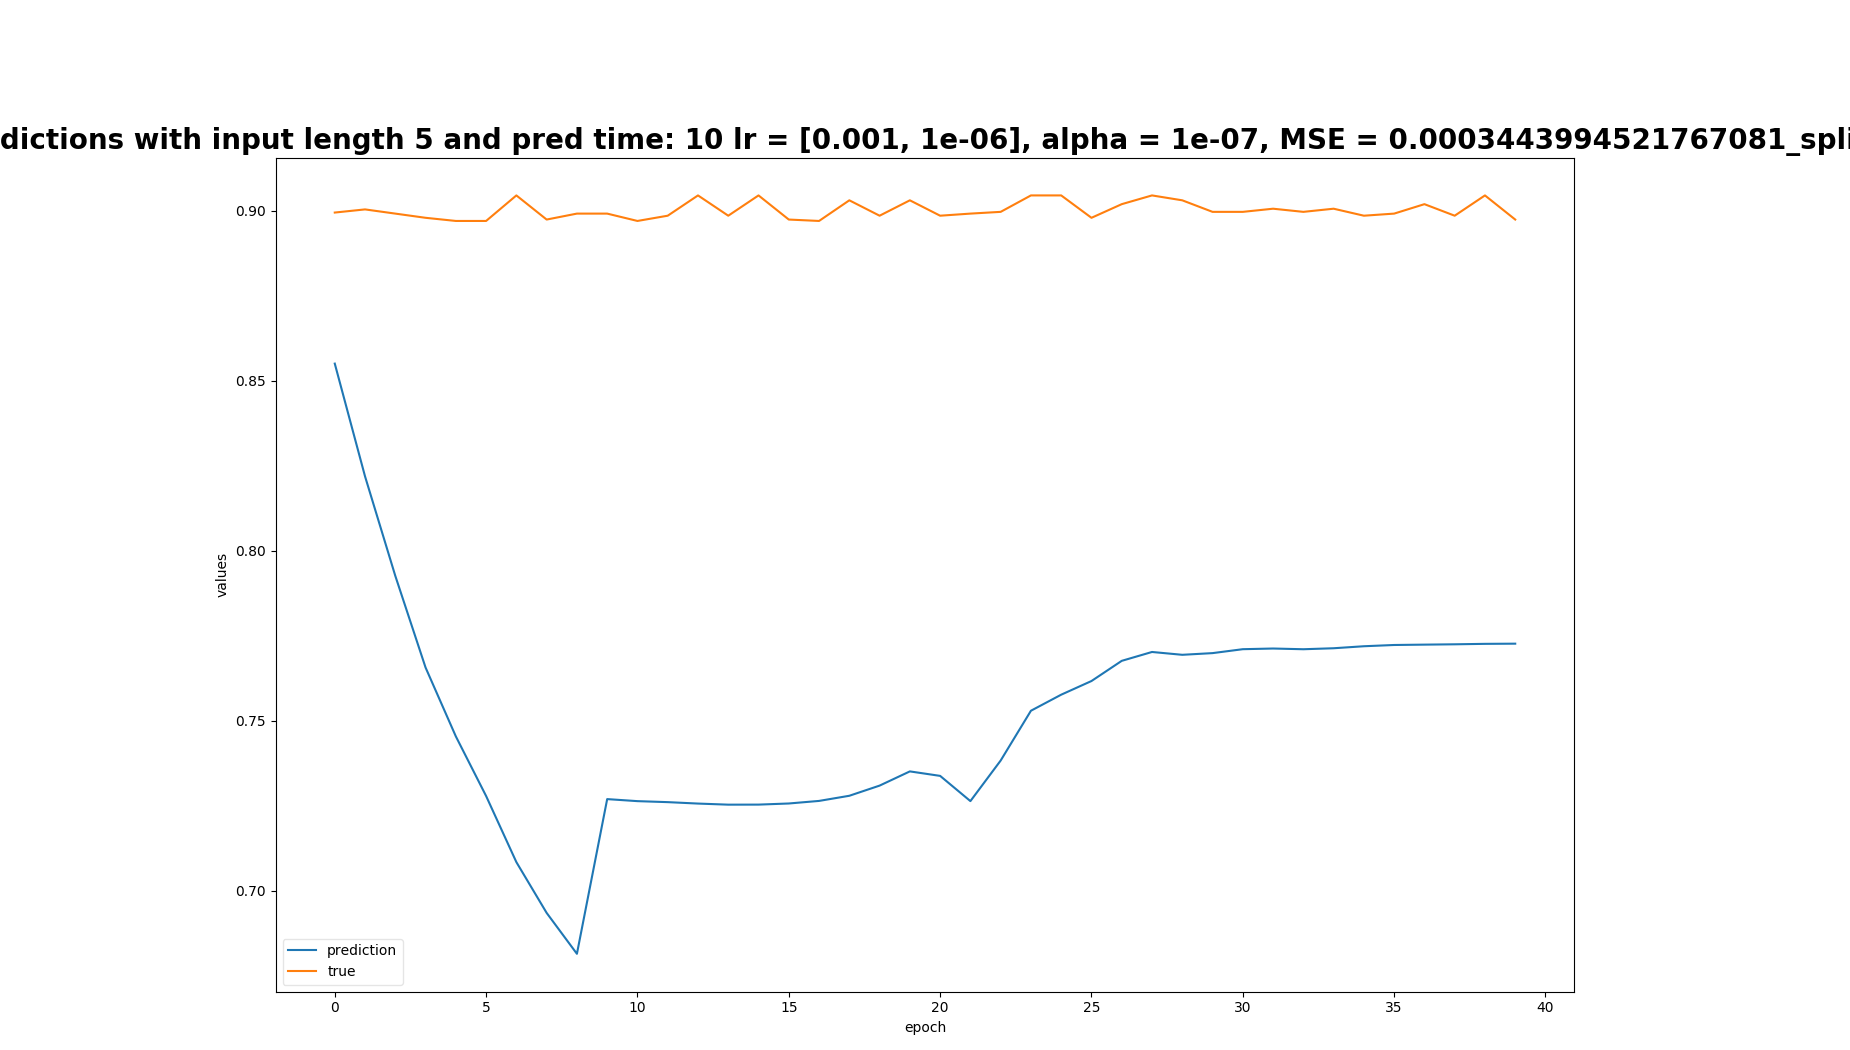 dictions with input length 5 and pred time: 10 lr = [0.001, 1e-06], alpha = 1e-07, MSE = 0.0003443994521767081_spli
0.90
0.85
0.80
0.75
0.70
values
prediction
true
0 5 10 15 20 25 30 35 40
epoch